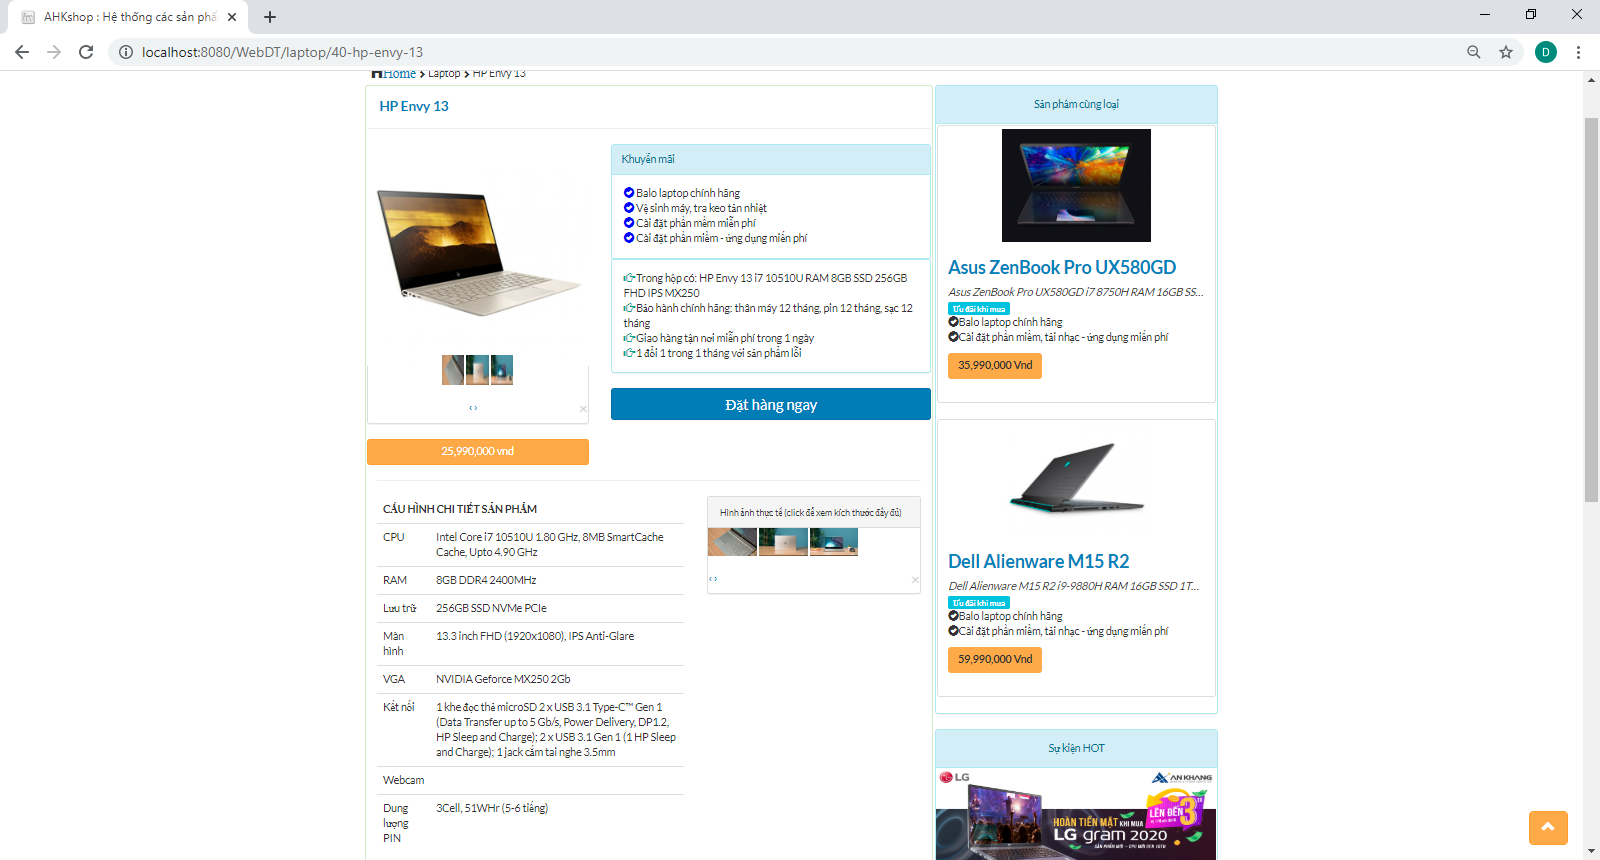 AHKshop : Hệ thống các sản phẩ
localhost:8080/WebDT/laptop/40-hp-envy-13
D
Home > Laptop > HP Envy 13
HP Envy 13
Khuyến mãi
Balo laptop chính hãng
Vệ sinh máy, tra keo tản nhiệt
Cài đặt phần mềm miễn phí
Cài đặt phần miềm - ứng dụng miễn phí
Trong hộp có: HP Envy 13 i7 10510U RAM 8GB SSD 256GB
FHD IPS MX250
Bảo hành chính hãng: thân máy 12 tháng, pin 12 tháng, sạc 12
tháng
Giao hàng tận nơi miễn phí trong 1 ngày
1 đổi 1 trong 1 tháng với sản phẩm lỗi
‹ ›
×
Đặt hàng ngay
25,990,000 vnd
CẤU HÌNH CHI TIẾT SẢN PHẨM
CPU Intel Core i7 10510U 1.80 GHz, 8MB SmartCache
Cache, Upto 4.90 GHz
RAM 8GB DDR4 2400MHz
Lưu trữ 256GB SSD NVMe PCIe
Màn 13.3 inch FHD (1920x1080), IPS Anti-Glare
hình
VGA NVIDIA Geforce MX250 2Gb
Kết nối 1 khe đọc thẻ microSD 2 x USB 3.1 Type-C™ Gen 1
(Data Transfer up to 5 Gb/s, Power Delivery, DP1.2,
HP Sleep and Charge); 2 x USB 3.1 Gen 1 (1 HP Sleep
and Charge); 1 jack cắm tai nghe 3.5mm
Webcam
Dung 3Cell, 51WHr (5-6 tiếng)
lượng
PIN
Hình ảnh thực tế (click để xem kích thước đầy đủ)
‹ ›
×
Sản phẩm cùng loại
Asus ZenBook Pro UX580GD
Asus ZenBook Pro UX580GD i7 8750H RAM 16GB SS...
Ưu đãi khi mua
Balo laptop chính hãng
Cài đặt phần miềm, tải nhạc - ứng dụng miễn phí
35,990,000 Vnd
Dell Alienware M15 R2
Dell Alienware M15 R2 i9-9880H RAM 16GB SSD 1T...
Ưu đãi khi mua
Balo laptop chính hãng
Cài đặt phần miềm, tải nhạc - ứng dụng miễn phí
59,990,000 Vnd
Sự kiện HOT
LG
AN KHANG
LÊN ĐẾN 3
HOÀN TIỀN MẶT KHI MUA
LG gram 2020